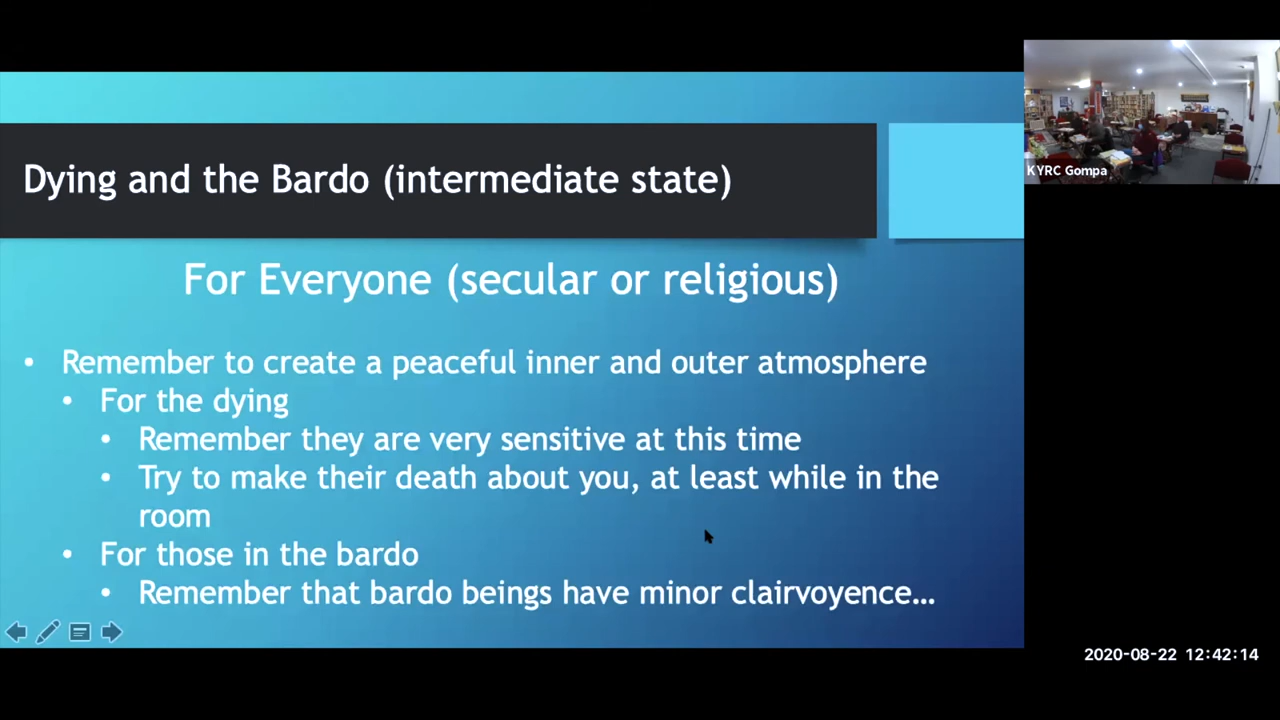 Dying and the Bardo (intermediate state)
For Everyone (secular or religious)
• Remember to create a peaceful inner and outer atmosphere
• For the dying
• Remember they are very sensitive at this time
• Try to make their death about you, at least while in the
room
• For those in the bardo
• Remember that bardo beings have minor clairvoyence…
KYRC Gompa
2020-08-22 12:42:14